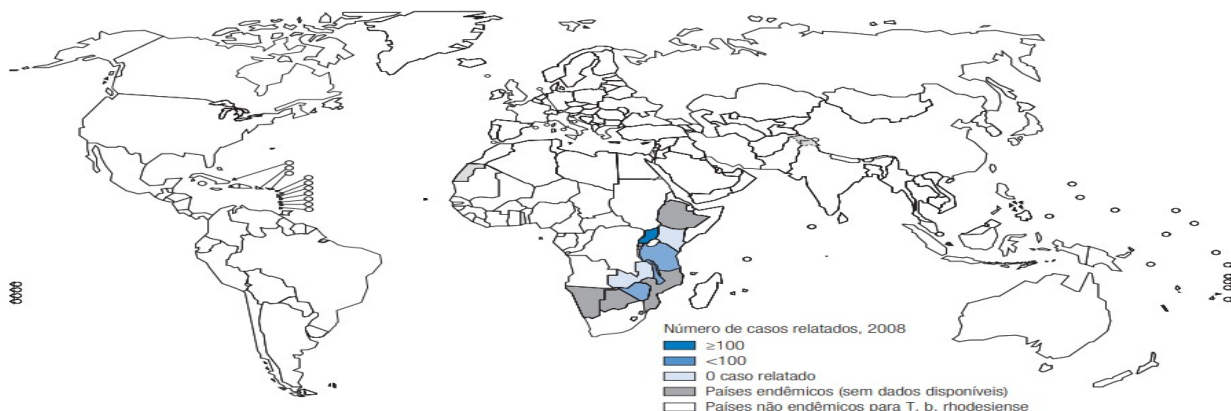 Número de casos relatados, 2008
≥100
<100
0 caso relatado
Países endêmicos (sem dados disponíveis)
Países não endêmicos para T. b. rhodesiense